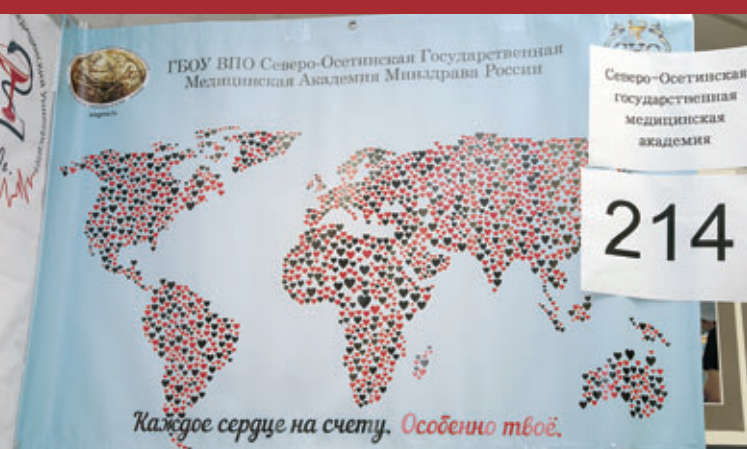 ГБОУ ВПО Северо-Осетинская Государственная
Медицинская Академия Минздрава России
Северо-Осетинская
государственная
медицинская
академия
214
Каждое сердце на счету. Особенно твоё.